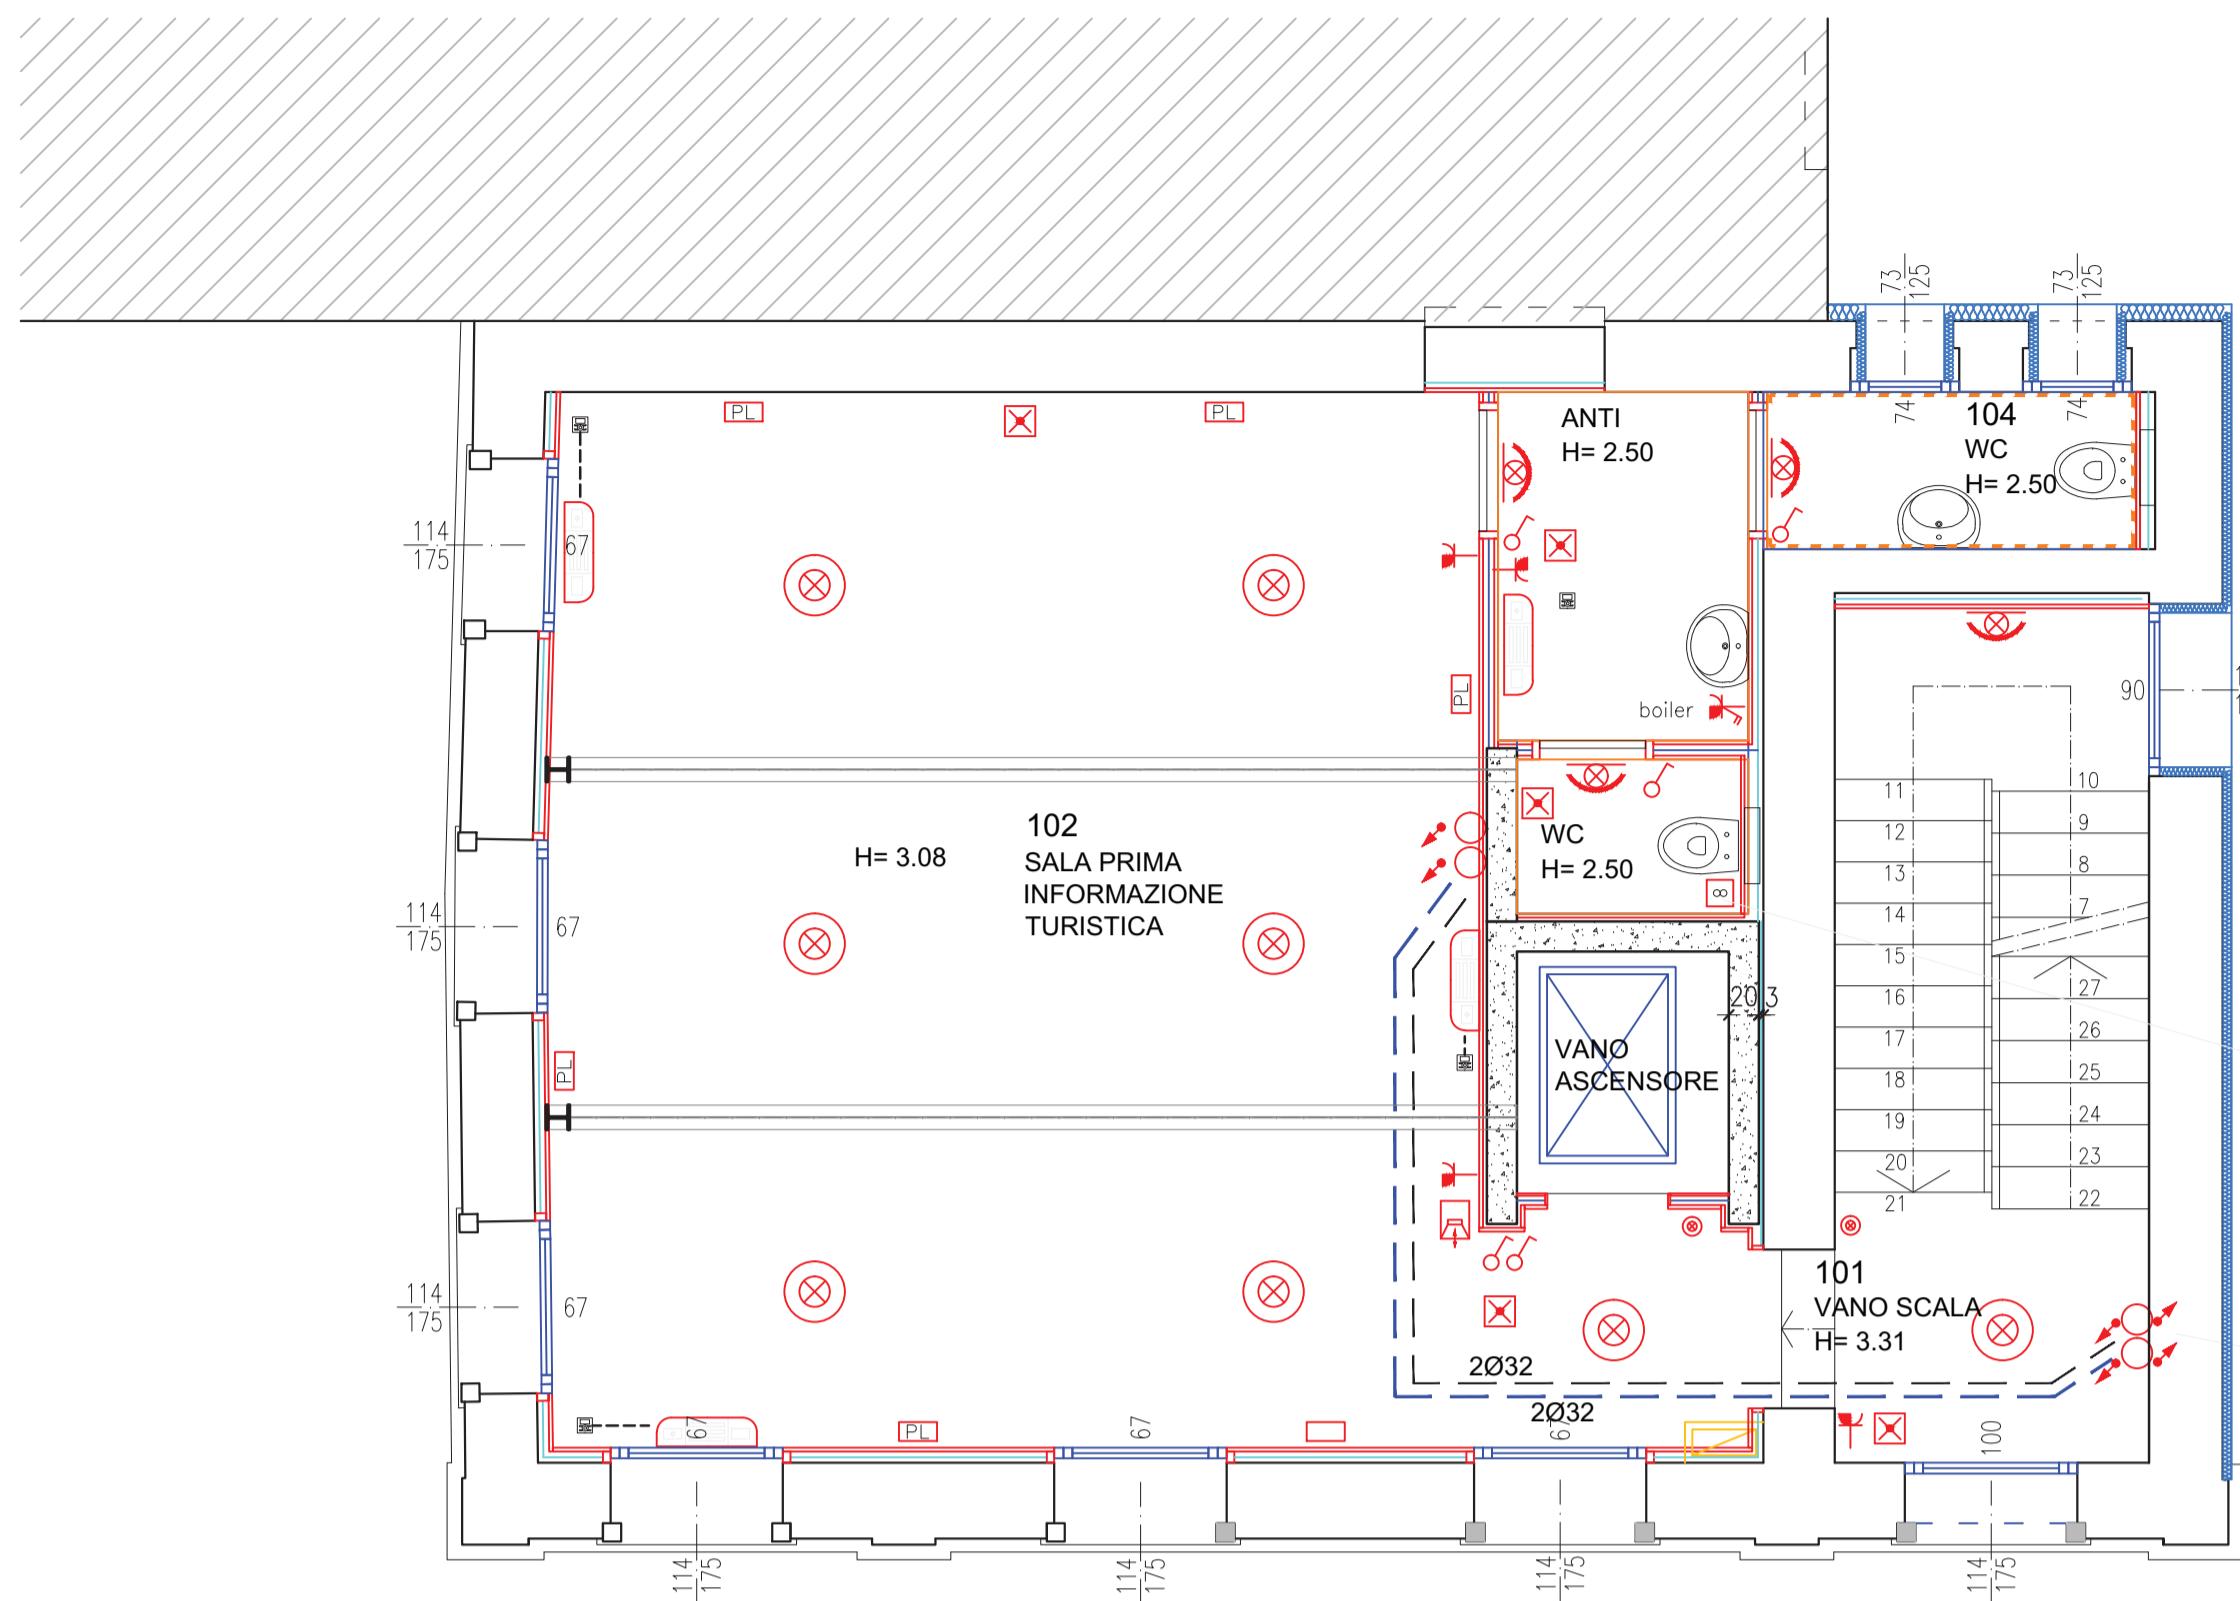 73
125
73
125
PL
PL
ANTI
H= 2.50
74
74
104
WC
H= 2.50
114
175
67
PL
boiler
90
11
12
13
14
15
16
17
18
19
20
21
10
9
8
7
27
26
25
24
23
22
102
SALA PRIMA
INFORMAZIONE
TURISTICA
H= 3.08
WC
H= 2.50
8
114
175
67
20
3
VANO
ASCENSORE
PL
114
175
67
101
VANO SCALA
H= 3.31
2Ø32
2Ø32
67
PL
67
67
100
114
175
114
175
114
175
114
175